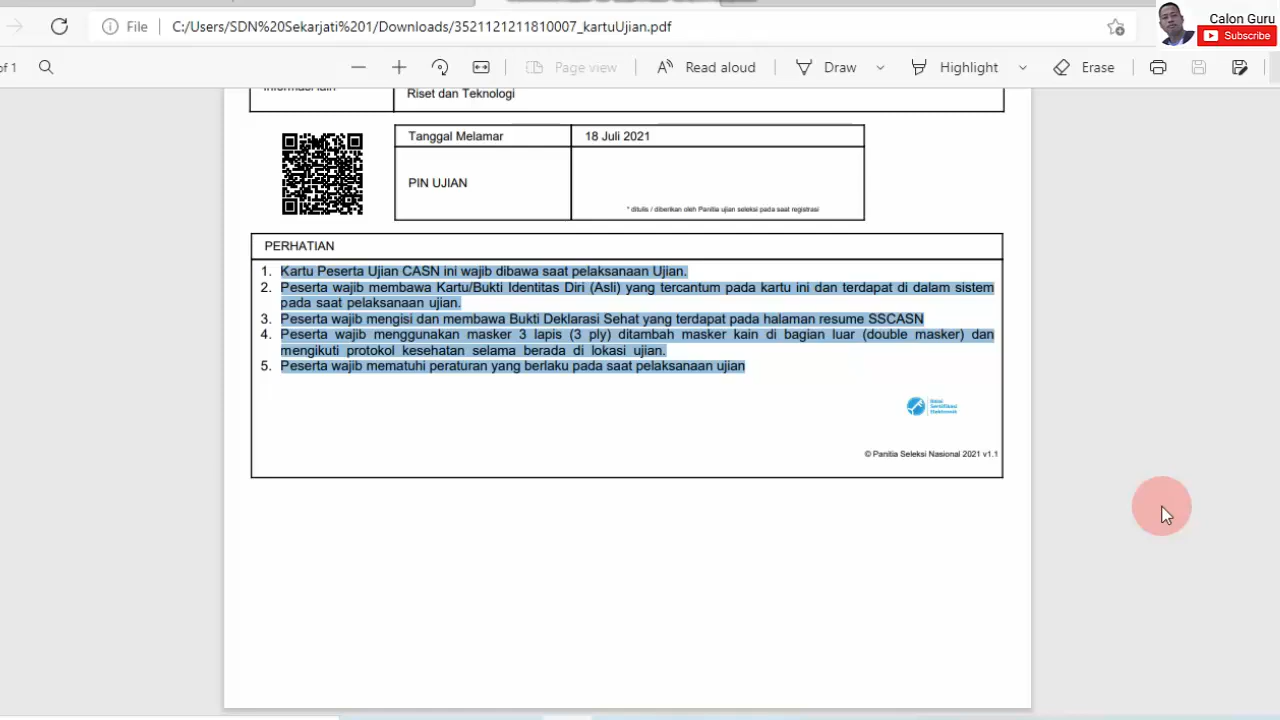 Calon Guru
Subscribe
File
C:/Users/SDN%20Sekarjati%201/Downloads/3521121211810007_kartuUjian.pdf
of 1
Page view
Read aloud
Draw
Highlight
Erase
Riset dan Teknologi
Tanggal Melamar
18 Juli 2021
PIN UJIAN
* ditulis / diberikan oleh Panitia ujian seleksi pada saat registrasi
PERHATIAN
1. Kartu Peserta Ujian CASN ini wajib dibawa saat pelaksanaan Ujian.
2. Peserta wajib membawa Kartu/Bukti Identitas Diri (Asli) yang tercantum pada kartu ini dan terdapat di dalam sistem
pada saat pelaksanaan ujian.
3. Peserta wajib mengisi dan membawa Bukti Deklarasi Sehat yang terdapat pada halaman resume SSCASN
4. Peserta wajib menggunakan masker 3 lapis (3 ply) ditambah masker kain di bagian luar (double masker) dan
mengikuti protokol kesehatan selama berada di lokasi ujian.
5. Peserta wajib mematuhi peraturan yang berlaku pada saat pelaksanaan ujian
Balai
Sertifikasi
Elektronik
© Panitia Seleksi Nasional 2021 v1.1